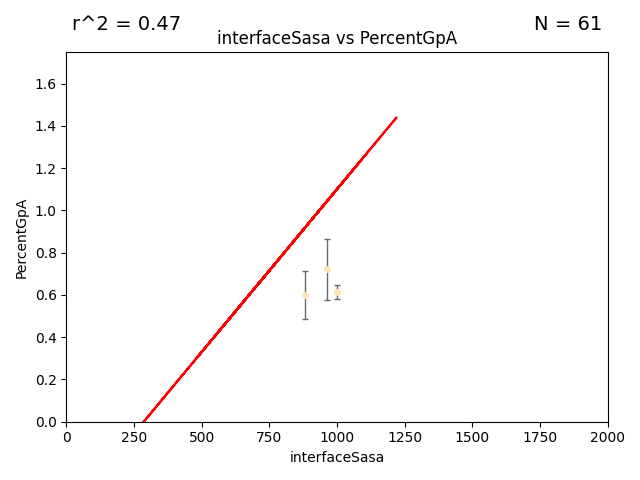 r^2 = 0.47
N = 61
interfaceSasa vs PercentGpA
PercentGpA
1.6
1.4
1.2
1.0
0.8
0.6
0.4
0.2
0.0
0 250 500 750 1000 1250 1500 1750 2000
interfaceSasa